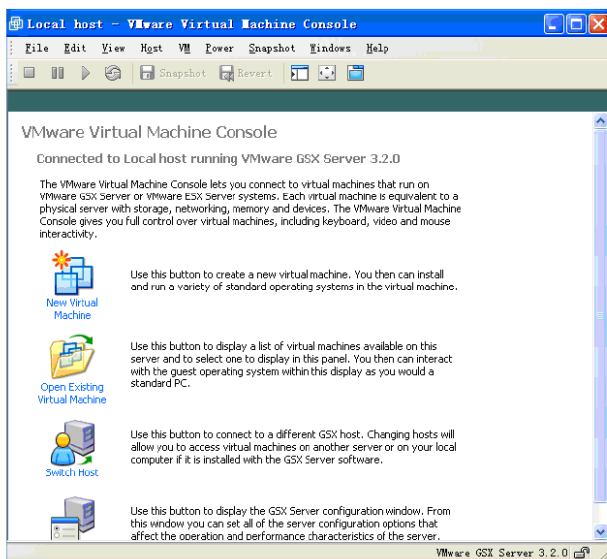 Local host - VMware Virtual Machine Console
File Edit View Host VM Power Snapshot Windows Help
Snapshot Revert
VMware Virtual Machine Console
Connected to Local host running VMware GSX Server 3.2.0
The VMware Virtual Machine Console lets you connect to virtual machines that run on
VMware GSX Server or VMware ESX Server systems. Each virtual machine is equivalent to a
physical server with storage, networking, memory and devices. The VMware Virtual Machine
Console gives you full control over virtual machines, including keyboard, video and mouse
interactivity.
New Virtual
Machine
Use this button to create a new virtual machine. You then can install
and run a variety of standard operating systems in the virtual machine.
Open Existing
Virtual Machine
Use this button to display a list of virtual machines available on this
server and to select one to display in this panel. You then can interact
with the guest operating system within this display as you would a
standard PC.
Switch Host
Use this button to connect to a different GSX host. Changing hosts will
allow you to access virtual machines on another server or on your local
computer if it is installed with the GSX Server software.
Use this button to display the GSX Server configuration window. From
this window you can set all of the server configuration options that
affect the operation and performance characteristics of the server.
VMware GSX Server 3.2.0